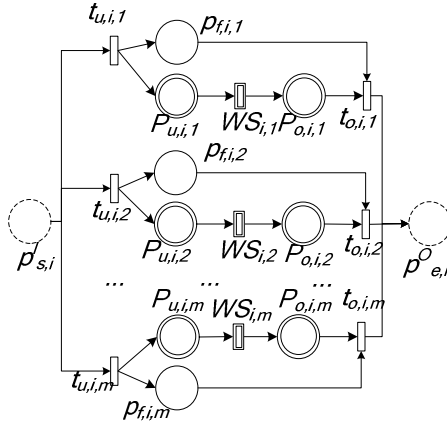 t_{u,i,1}
p_{f,i,1}
P_{u,i,1} WS_{i,1} P_{o,i,1} t_{o,i,1}
p_{f,i,2}
t_{u,i,2}
P_{u,i,2} WS_{i,2} P_{o,i,2} t_{o,i,2}
p^{I}_{s,i} p^{O}_{e,i}
... ... ...
P_{u,i,m} WS_{i,m} P_{o,i,m} t_{o,i,m}
t_{u,i,m}
p_{f,i,m}